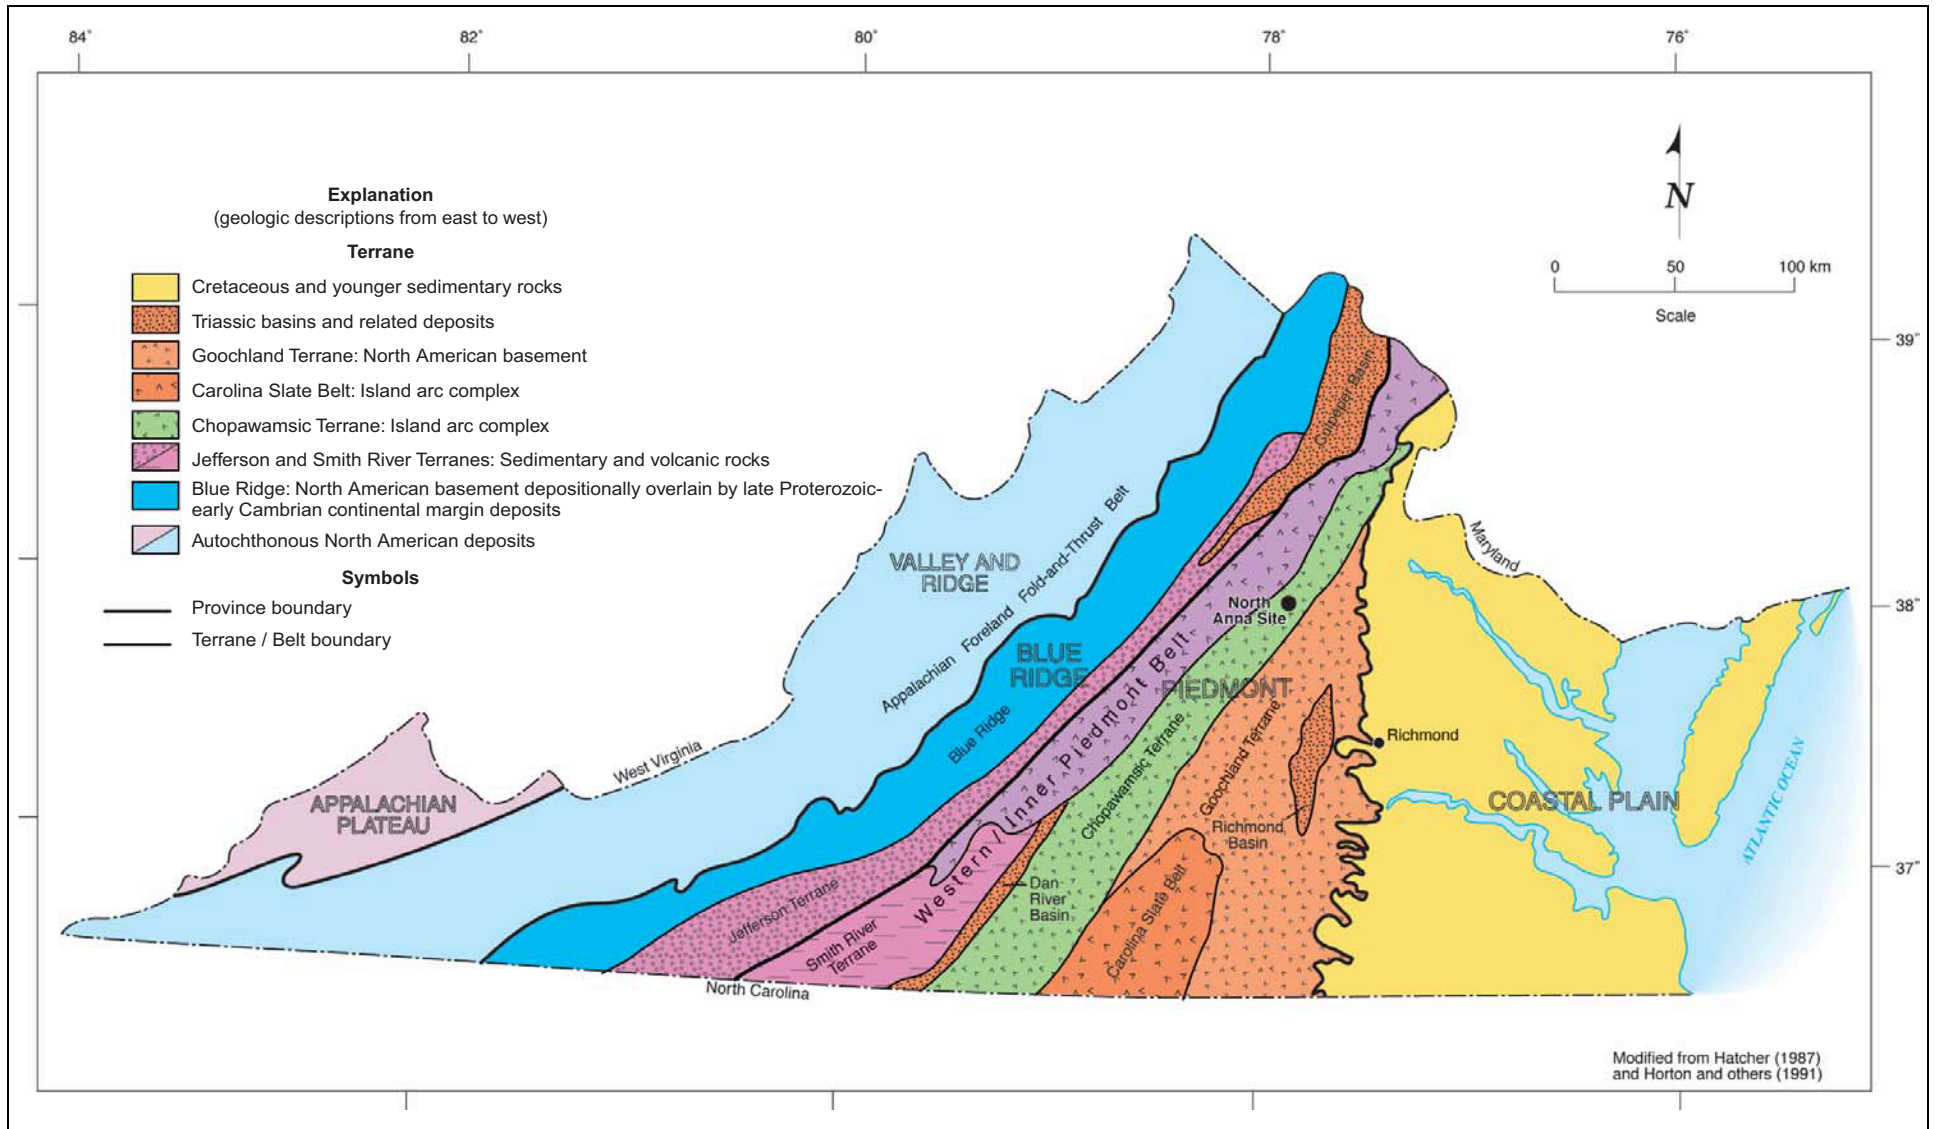 84°
82°
80°
78°
76°
N
0 50 100 km
Scale
39°
38°
37°
Explanation
(geologic descriptions from east to west)
Terrane
Cretaceous and younger sedimentary rocks
Triassic basins and related deposits
Goochland Terrane: North American basement
Carolina Slate Belt: Island arc complex
Chopawamsic Terrane: Island arc complex
Jefferson and Smith River Terranes: Sedimentary and volcanic rocks
Blue Ridge: North American basement depositionally overlain by late Proterozoic-
early Cambrian continental margin deposits
Autochthonous North American deposits
Symbols
Province boundary
Terrane / Belt boundary
VALLEY AND
RIDGE
Appalachian Foreland Fold-and-Thrust Belt
Culpeper Basin
Maryland
North
Anna Site
BLUE
RIDGE
Blue Ridge
PIEDMONT
Western / Inner Piedmont Belt
Chopawamsic Terrane
Goochland Terrane
Richmond
Richmond
Basin
COASTAL PLAIN
ATLANTIC OCEAN
West Virginia
APPALACHIAN
PLATEAU
Jefferson Terrane
Smith River
Terrane
Dan
River
Basin
Carolina Slate Belt
North Carolina
Modified from Hatcher (1987)
and Horton and others (1991)